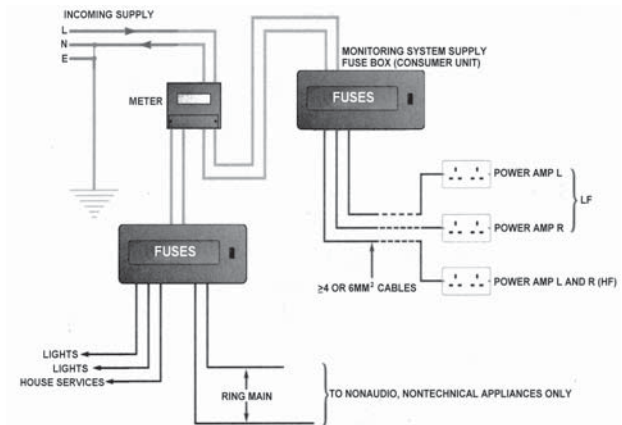 INCOMING SUPPLY
L
N
E
METER
MONITORING SYSTEM SUPPLY
FUSE BOX (CONSUMER UNIT)
FUSES
POWER AMP L
LF
POWER AMP R
POWER AMP L AND R (HF)
≥4 OR 6MM² CABLES
FUSES
LIGHTS
LIGHTS
HOUSE SERVICES
RING MAIN
TO NONAUDIO, NONTECHNICAL APPLIANCES ONLY